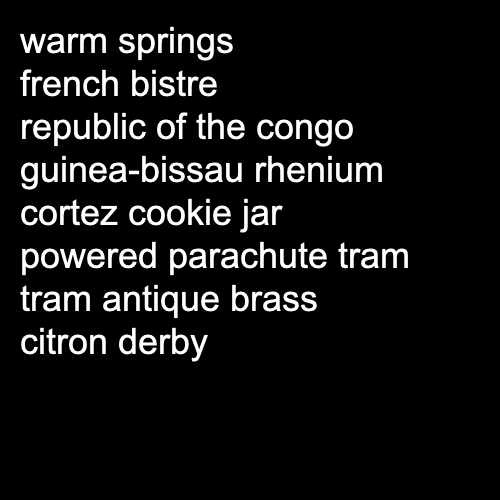 warm springs
french bistre
republic of the congo
guinea-bissau rhenium
cortez cookie jar
powered parachute tram
tram antique brass
citron derby